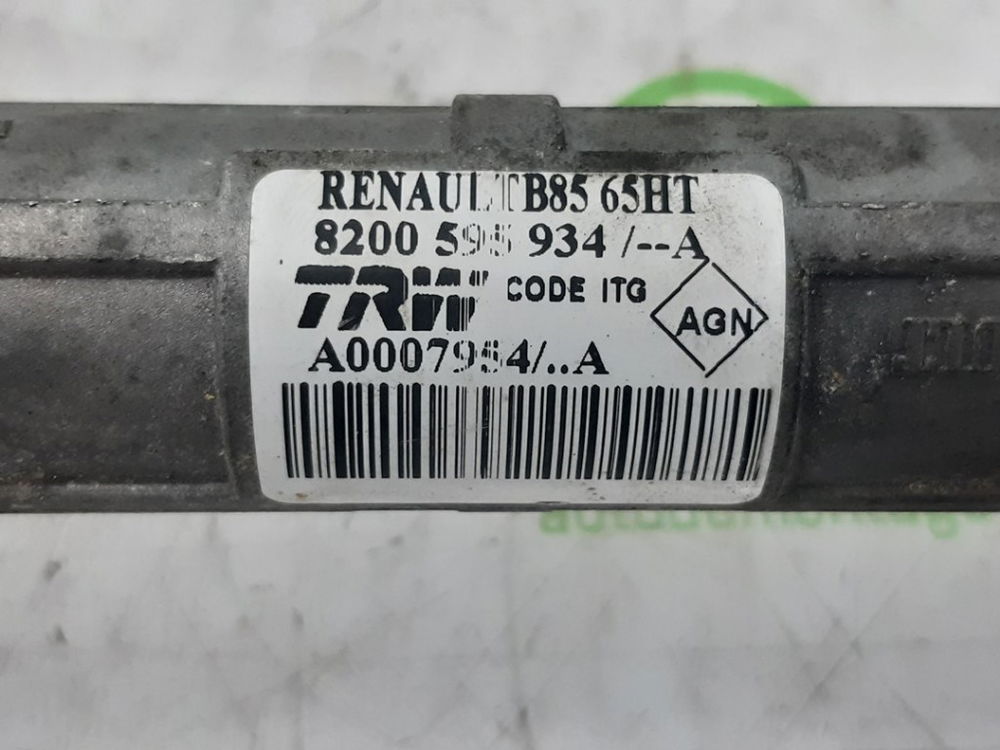 RENAULT B85 65HT
8200 595 934 /--A
TRW CODE ITG
AGN
A0007954/..A